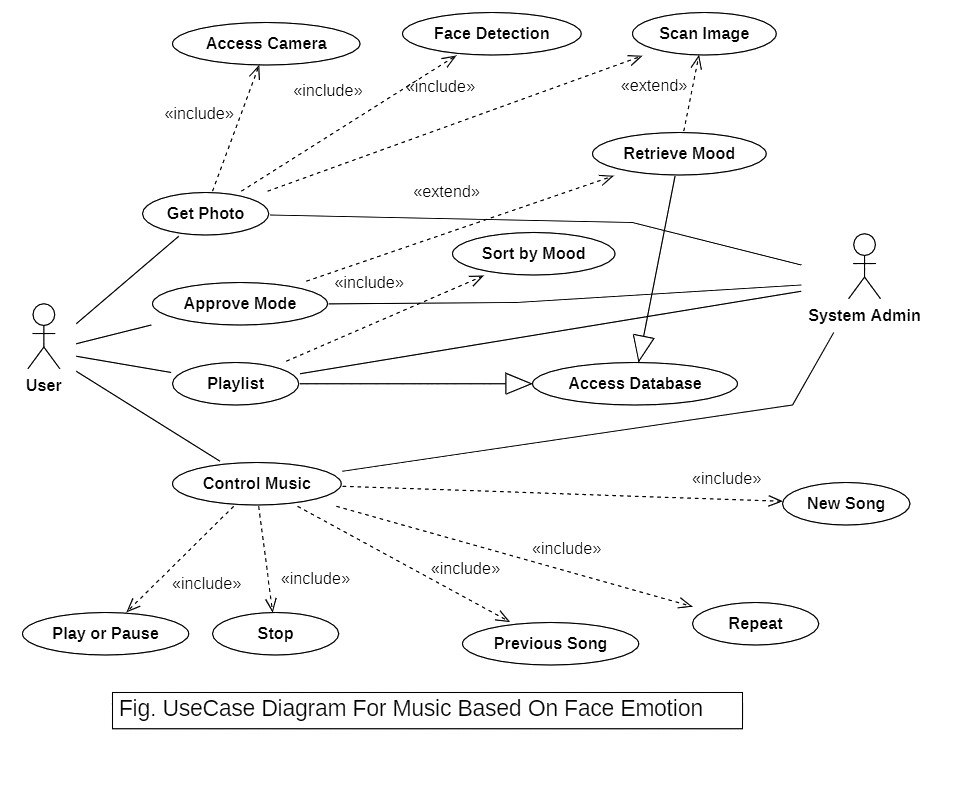 Access Camera
Face Detection
Scan Image
«include»
«include»
«include»
«extend»
Retrieve Mood
Get Photo
«extend»
Sort by Mood
Approve Mode
«include»
User
System Admin
Playlist
Access Database
Control Music
«include»
New Song
«include»
«include»
«include»
«include»
Play or Pause
Stop
Previous Song
Repeat
Fig. UseCase Diagram For Music Based On Face Emotion